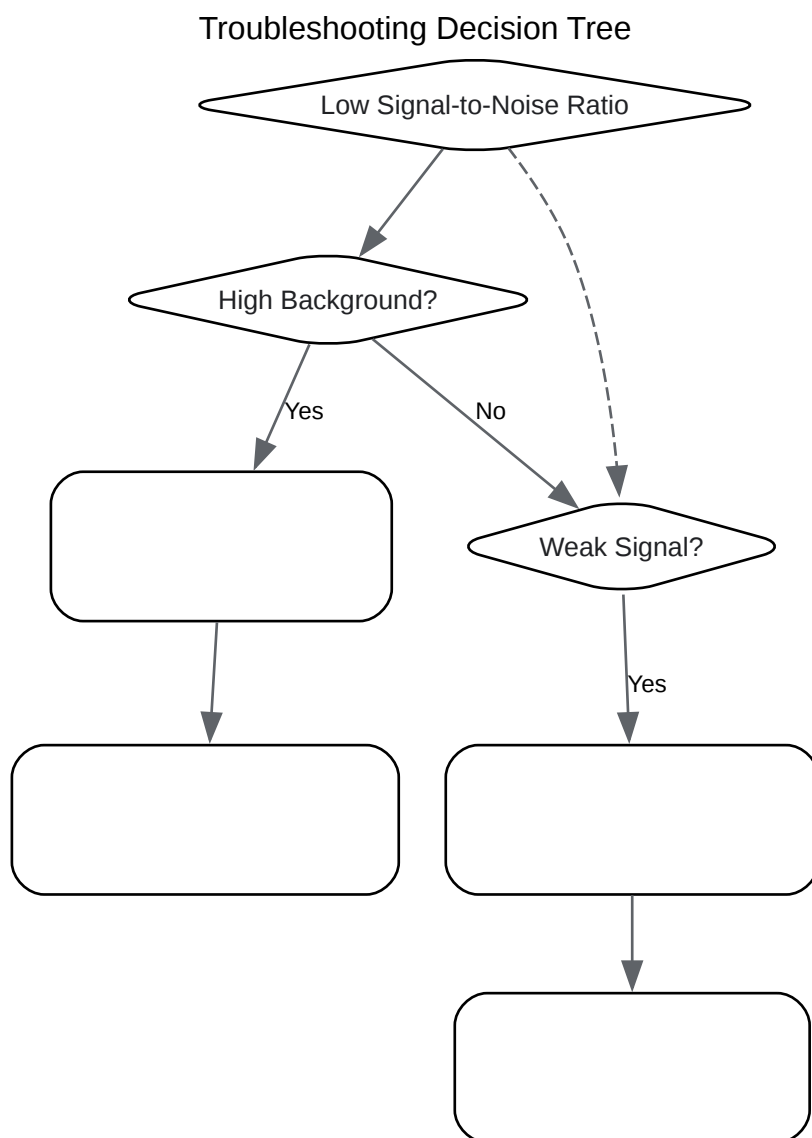 Troubleshooting Decision Tree
Low Signal-to-Noise Ratio
High Background?
Yes
No
Weak Signal?
Yes